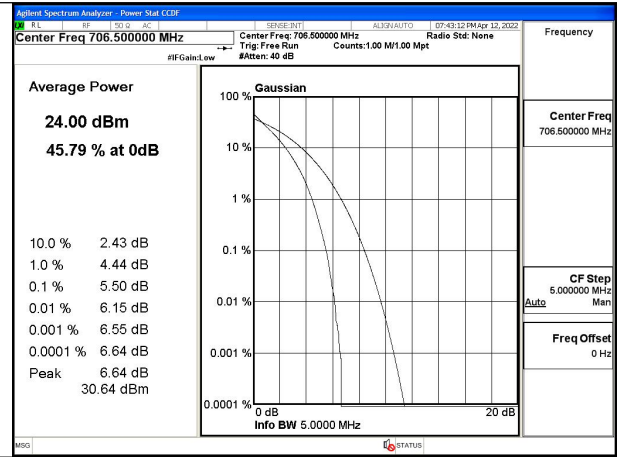 Agilent Spectrum Analyzer - Power Stat CCDF
RL RF 50 Ω AC SENSE:INT ALIGN AUTO 07:43:12 PM Apr 12, 2022
Center Freq 706.500000 MHz
Center Freq: 706.500000 MHz Radio Std: None
Trig: Free Run Counts:1.00 M/1.00 Mpt
#IFGain:Low #Atten: 40 dB
Frequency
Average Power
24.00 dBm
45.79 % at 0dB
10.0 % 2.43 dB
1.0 % 4.44 dB
0.1 % 5.50 dB
0.01 % 6.15 dB
0.001 % 6.55 dB
0.0001 % 6.64 dB
Peak 6.64 dB
30.64 dBm
Gaussian
100 %
10 %
1 %
0.1 %
0.01 %
0.001 %
0.0001 %
0 dB 20 dB
Info BW 5.0000 MHz
Center Freq
706.500000 MHz
CF Step
5.000000 MHz
Auto Man
Freq Offset
0 Hz
MSG STATUS